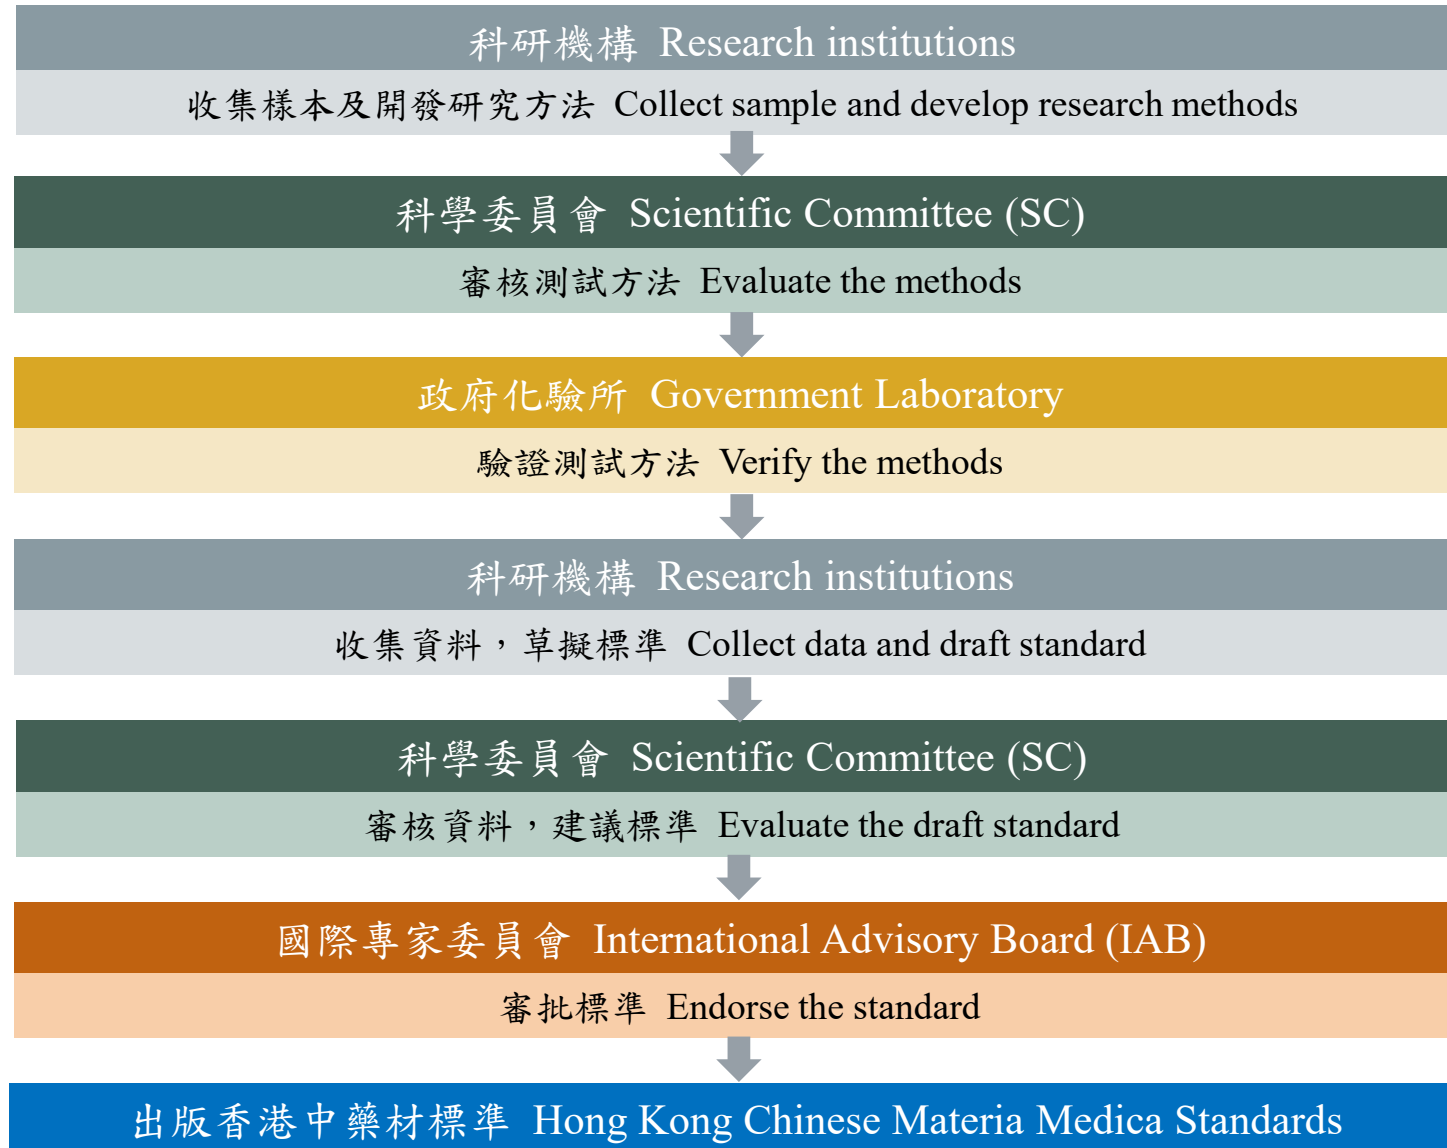 科研機構 Research institutions
收集樣本及開發研究方法 Collect sample and develop research methods
科學委員會 Scientific Committee (SC)
審核測試方法 Evaluate the methods
政府化驗所 Government Laboratory
驗證測試方法 Verify the methods
科研機構 Research institutions
收集資料，草擬標準 Collect data and draft standard
科學委員會 Scientific Committee (SC)
審核資料，建議標準 Evaluate the draft standard
國際專家委員會 International Advisory Board (IAB)
審批標準 Endorse the standard
出版香港中藥材標準 Hong Kong Chinese Materia Medica Standards